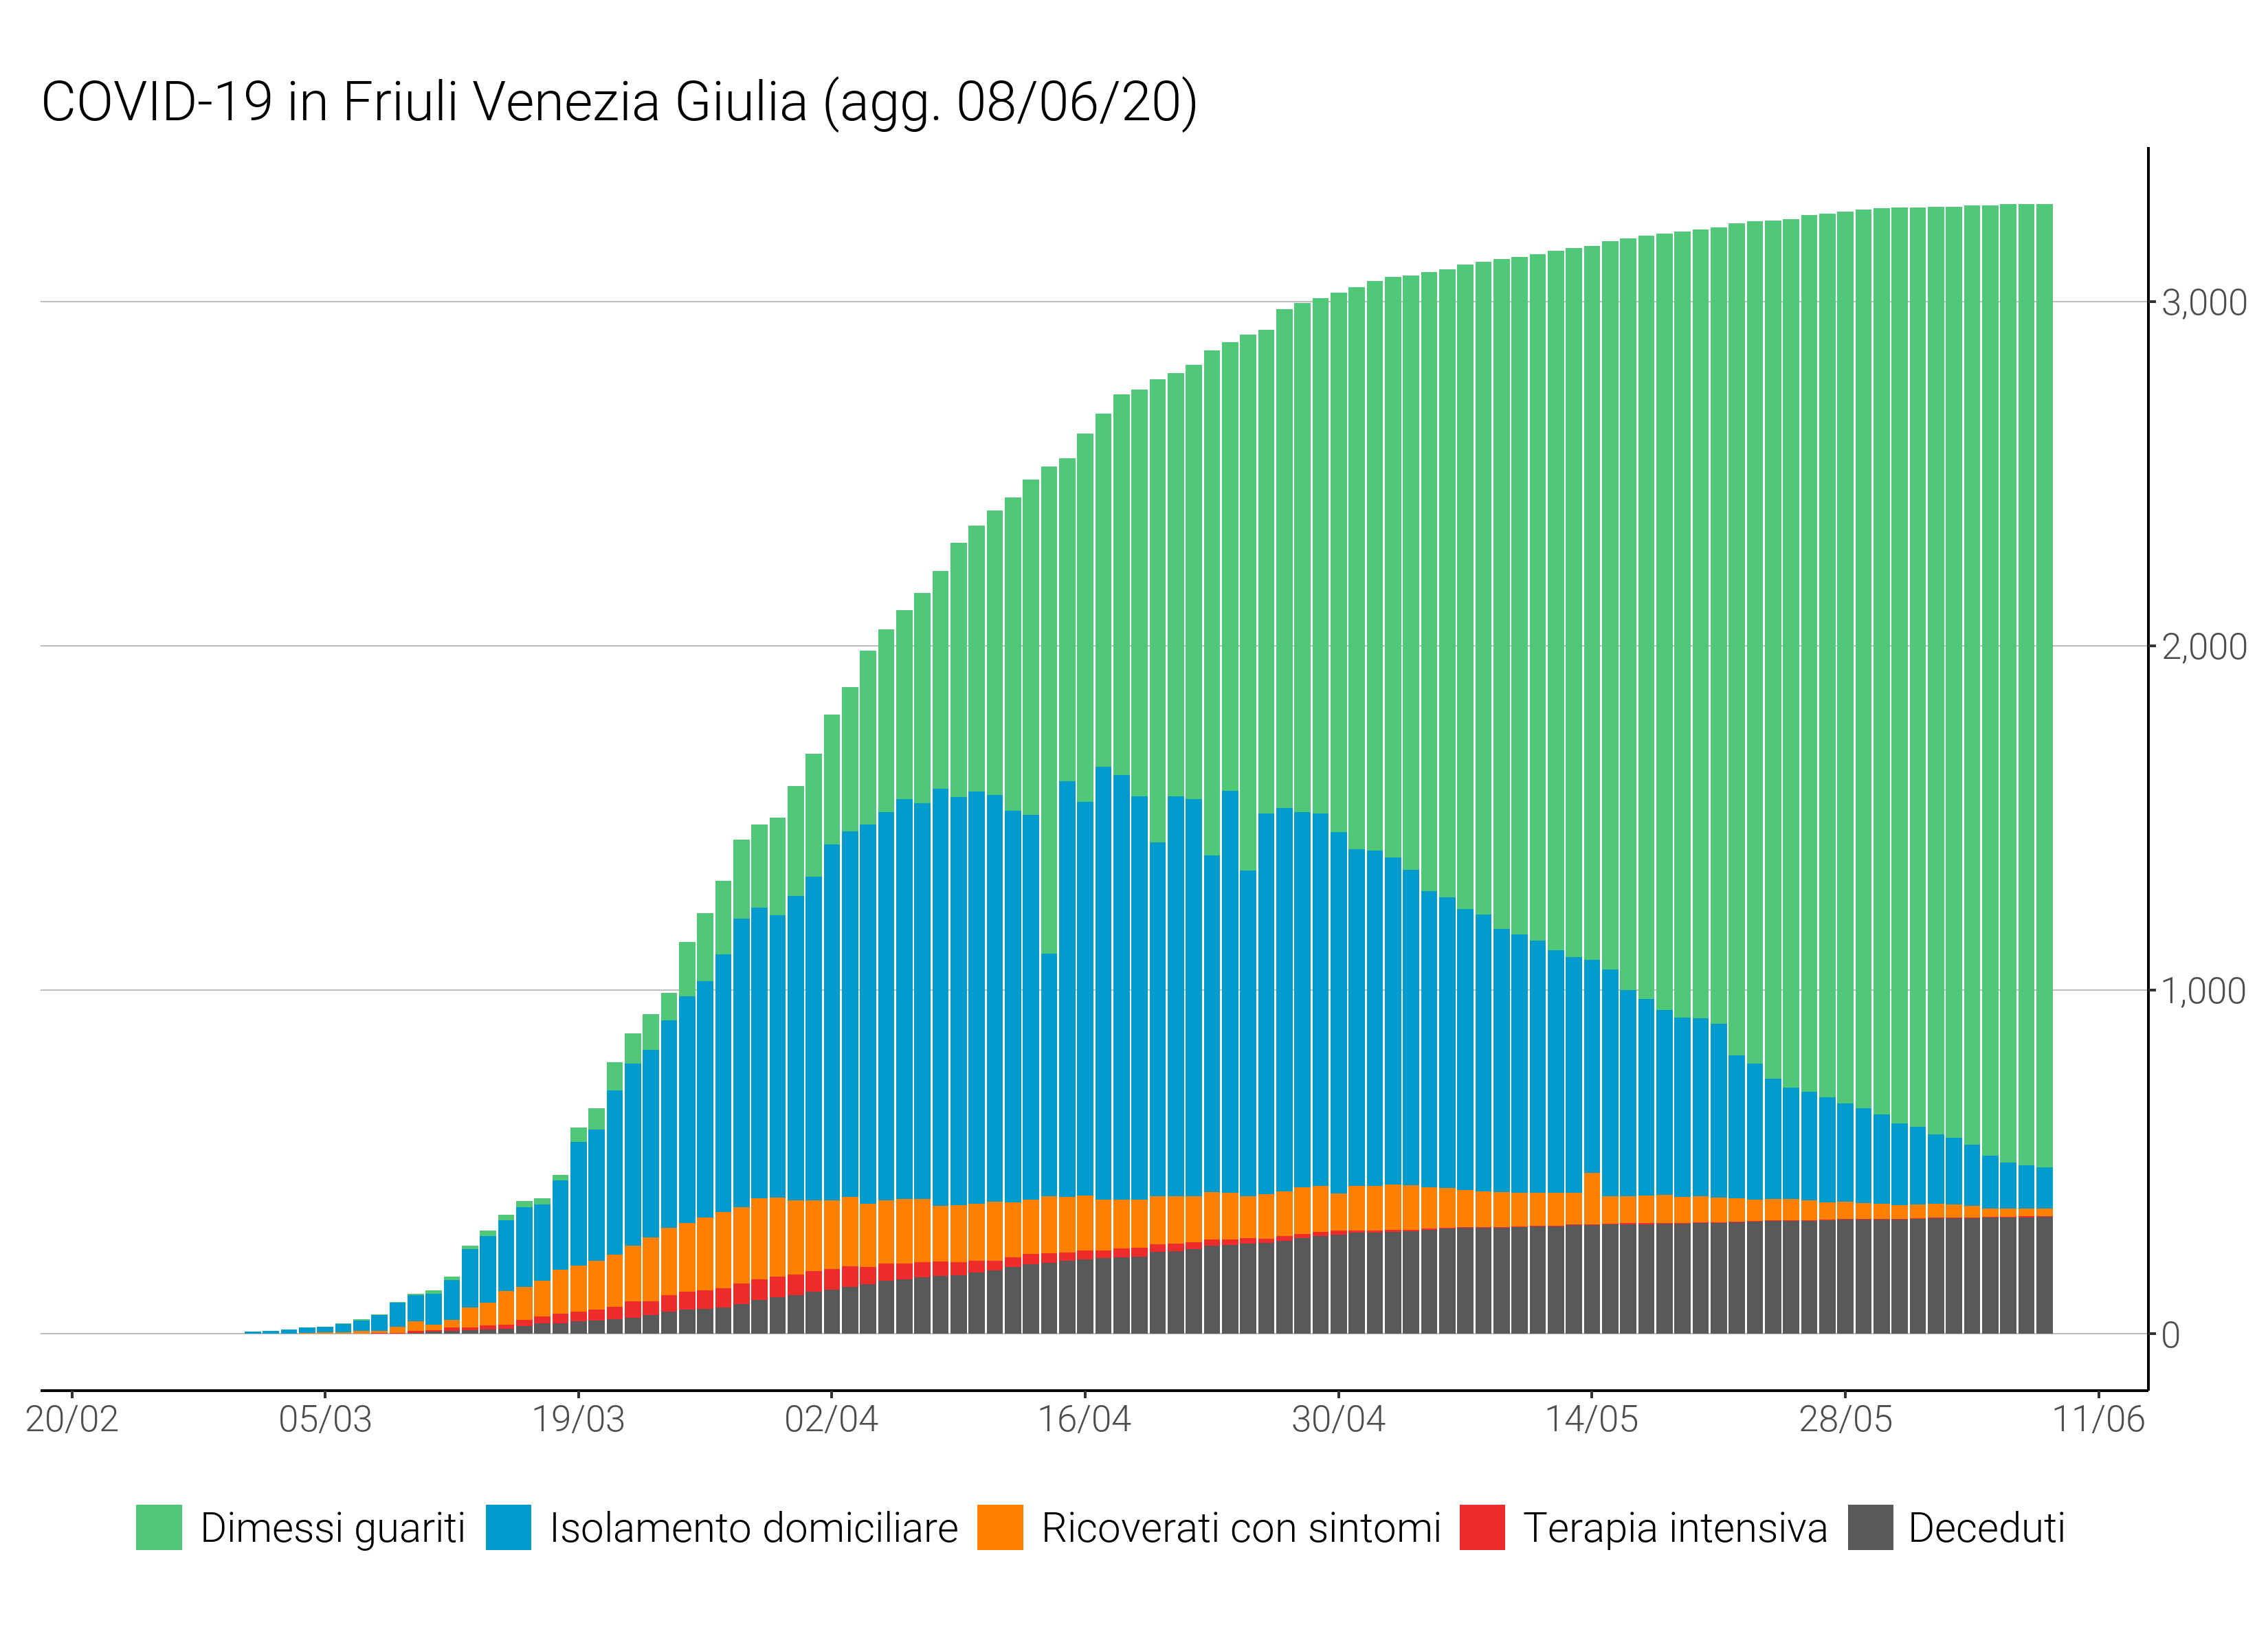 COVID-19 in Friuli Venezia Giulia (agg. 08/06/20)
3,000
2,000
1,000
0
20/02 05/03 19/03 02/04 16/04 30/04 14/05 28/05 11/06
Dimessi guariti Isolamento domiciliare Ricoverati con sintomi Terapia intensiva Deceduti